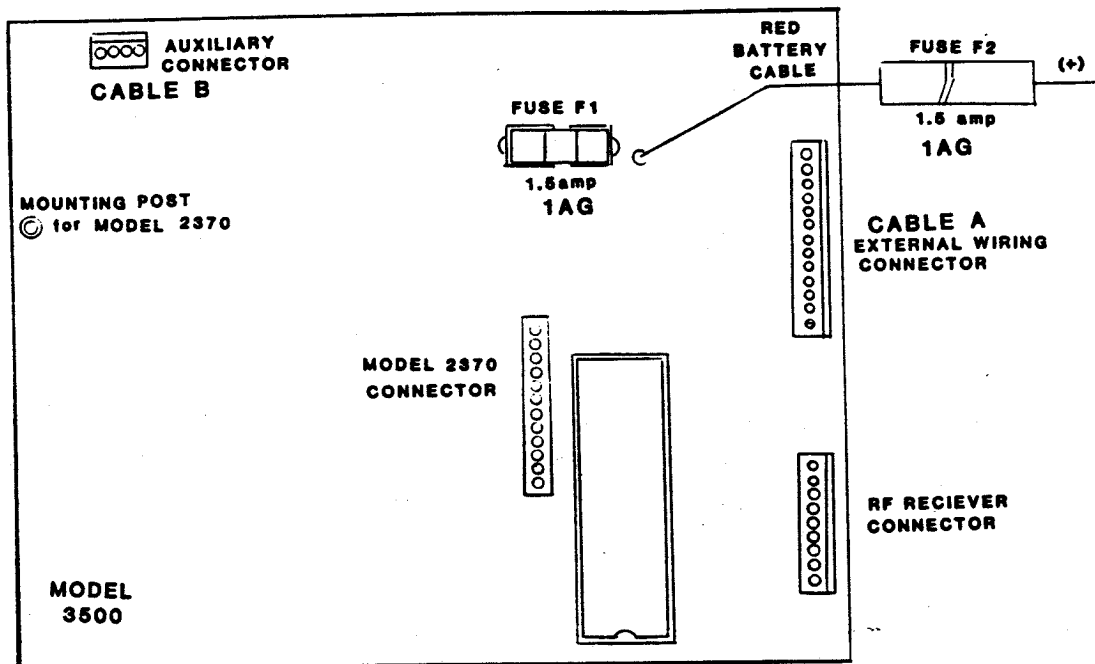 AUXILIARY
CONNECTOR
CABLE B
RED
BATTERY
CABLE
FUSE F2
(+)
1.5 amp
1AG
FUSE F1
1.5amp
1AG
MOUNTING POST
for MODEL 2370
CABLE A
EXTERNAL WIRING
CONNECTOR
MODEL 2370
CONNECTOR
RF RECIEVER
CONNECTOR
MODEL
3500